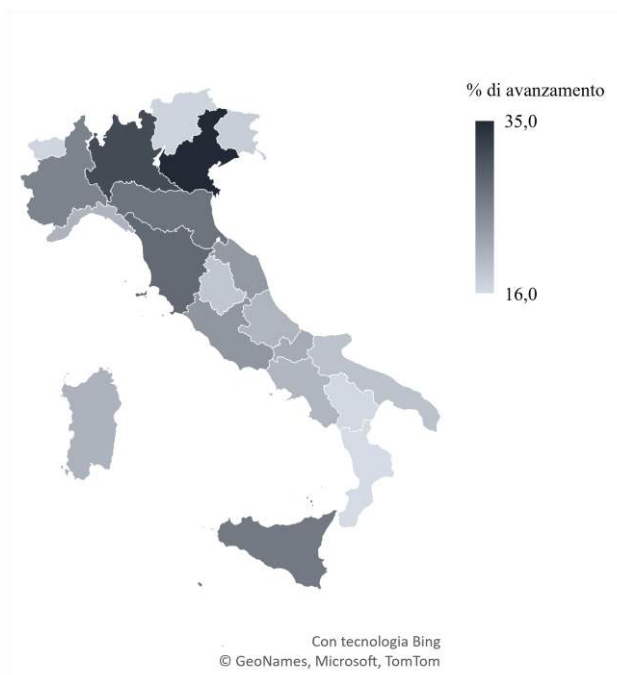 % di avanzamento
35,0
16,0
Con tecnologia Bing
© GeoNames, Microsoft, TomTom